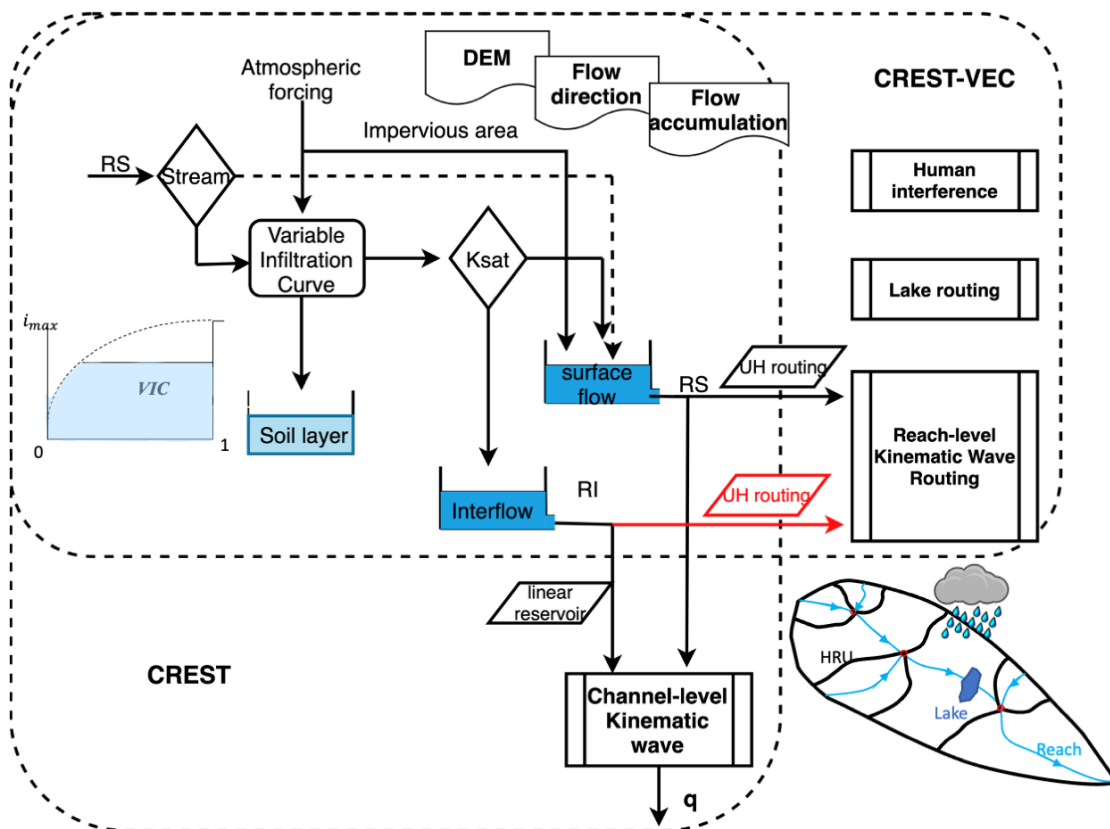 DEM
Flow
direction
Flow
accumulation
CREST-VEC
Atmospheric
forcing
Impervious area
RS
Stream
Variable
Infiltration
Curve
Ksat
Human
interference
Lake routing
i_max
VIC
0
1
Soil layer
surface
flow
RS
UH routing
Reach-level
Kinematic Wave
Routing
Interflow
RI
UH routing
linear
reservoir
CREST
Channel-level
Kinematic
wave
q
HRU
Lake
Reach